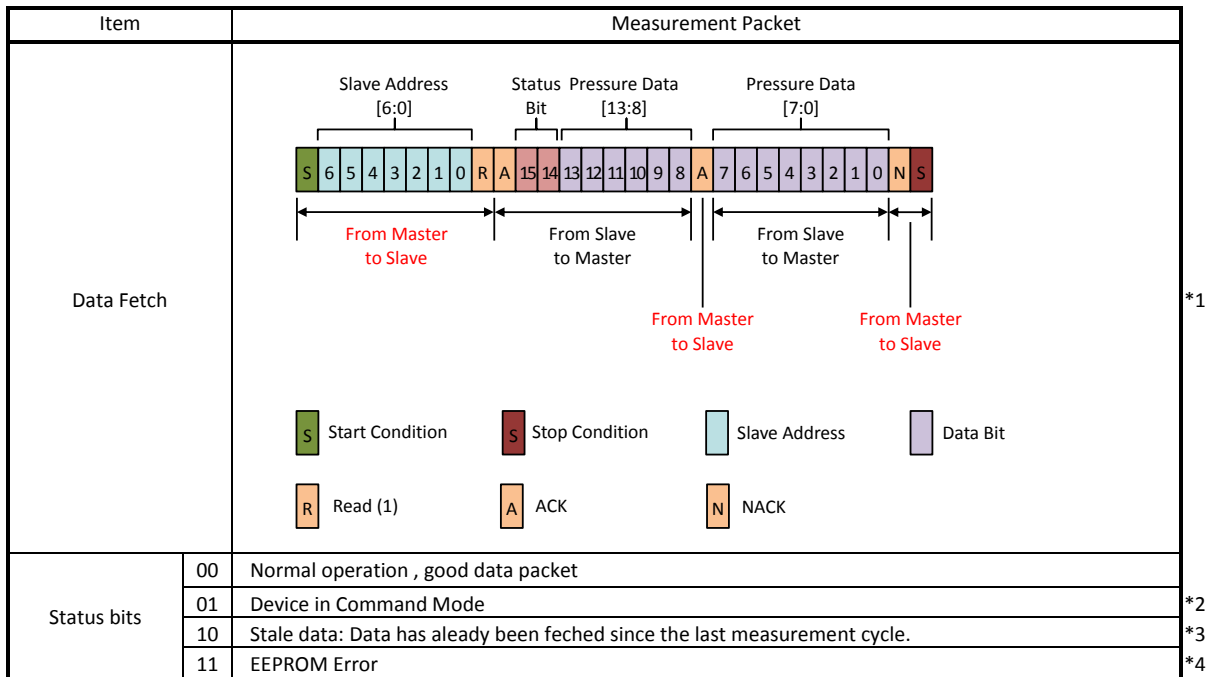 Item Measurement Packet
Slave Address Status Pressure Data Pressure Data
[6:0] Bit [13:8] [7:0]
S 6 5 4 3 2 1 0 R A 15 14 13 12 11 10 9 8 A 7 6 5 4 3 2 1 0 N S
From Master From Slave From Slave
to Slave to Master to Master
Data Fetch *1
From Master From Master
to Slave to Slave
S Start Condition S Stop Condition Slave Address Data Bit
R Read (1) A ACK N NACK
Status bits
00 Normal operation , good data packet
01 Device in Command Mode *2
10 Stale data: Data has aleady been feched since the last measurement cycle. *3
11 EEPROM Error *4